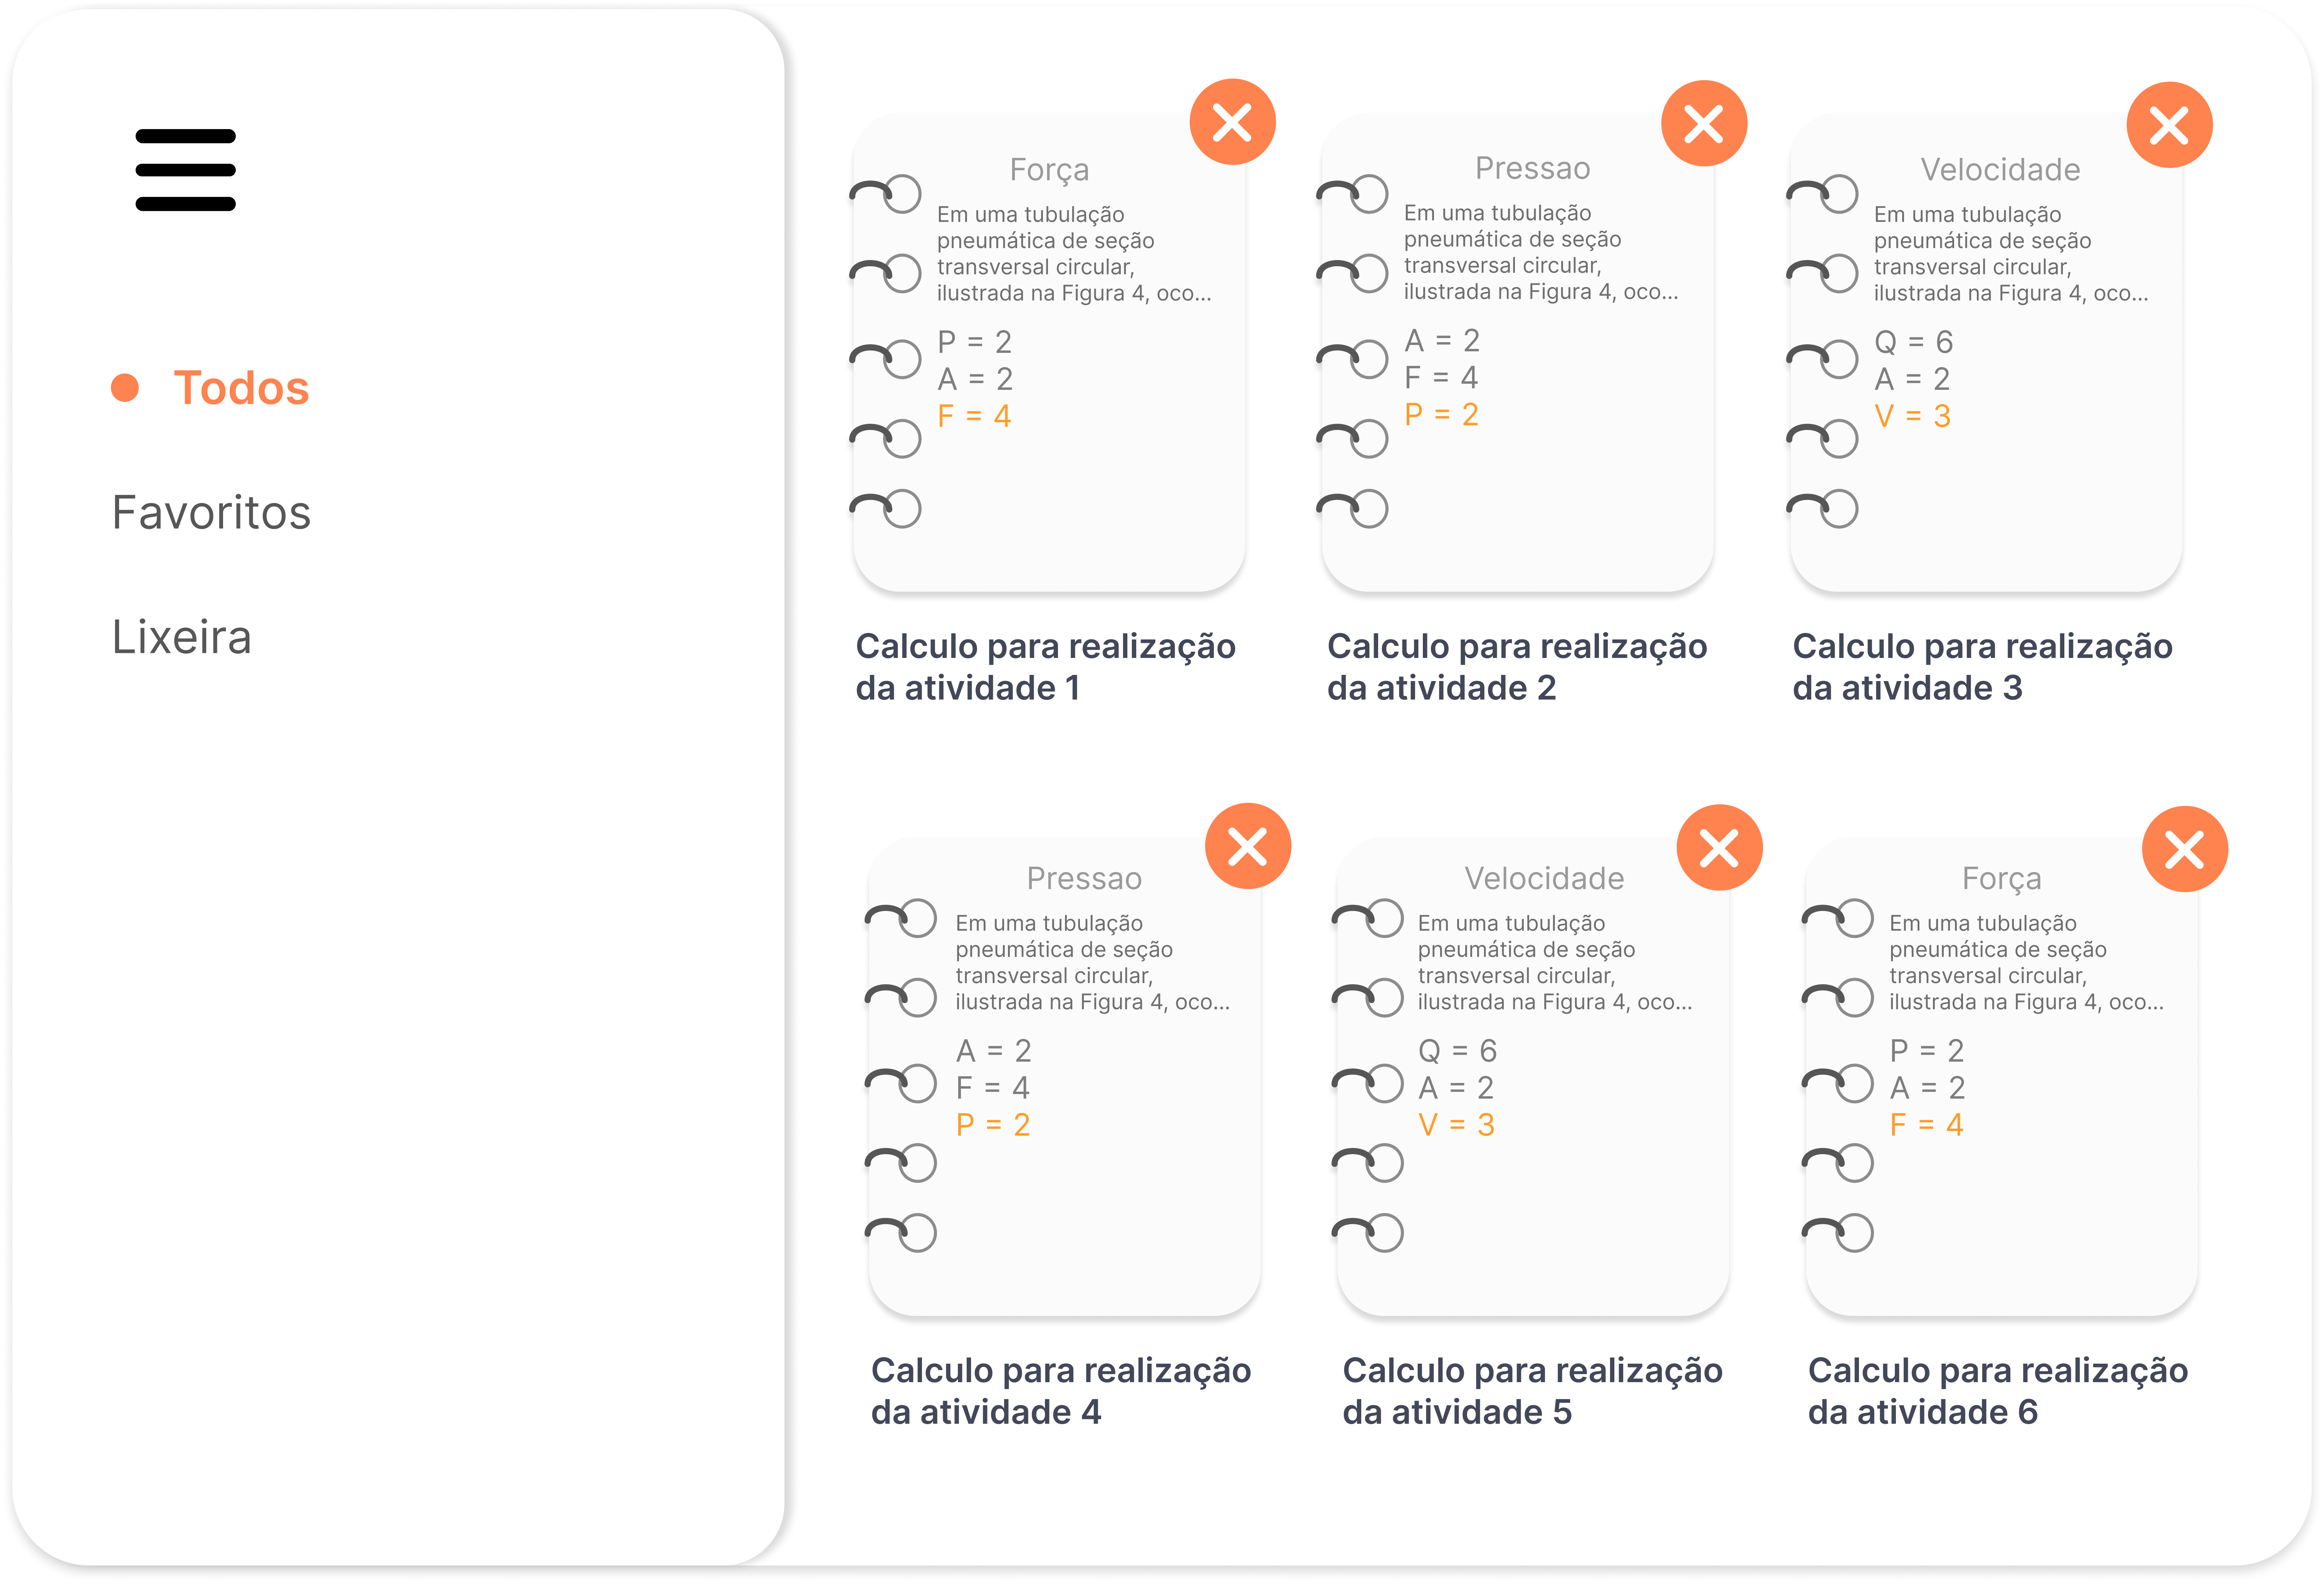 Todos
Favoritos
Lixeira
Força
Em uma tubulação
pneumática de seção
transversal circular,
ilustrada na Figura 4, oco...
P = 2
A = 2
F = 4
Calculo para realização
da atividade 1
Pressao
Em uma tubulação
pneumática de seção
transversal circular,
ilustrada na Figura 4, oco...
A = 2
F = 4
P = 2
Calculo para realização
da atividade 2
Velocidade
Em uma tubulação
pneumática de seção
transversal circular,
ilustrada na Figura 4, oco...
Q = 6
A = 2
V = 3
Calculo para realização
da atividade 3
Pressao
Em uma tubulação
pneumática de seção
transversal circular,
ilustrada na Figura 4, oco...
A = 2
F = 4
P = 2
Calculo para realização
da atividade 4
Velocidade
Em uma tubulação
pneumática de seção
transversal circular,
ilustrada na Figura 4, oco...
Q = 6
A = 2
V = 3
Calculo para realização
da atividade 5
Força
Em uma tubulação
pneumática de seção
transversal circular,
ilustrada na Figura 4, oco...
P = 2
A = 2
F = 4
Calculo para realização
da atividade 6